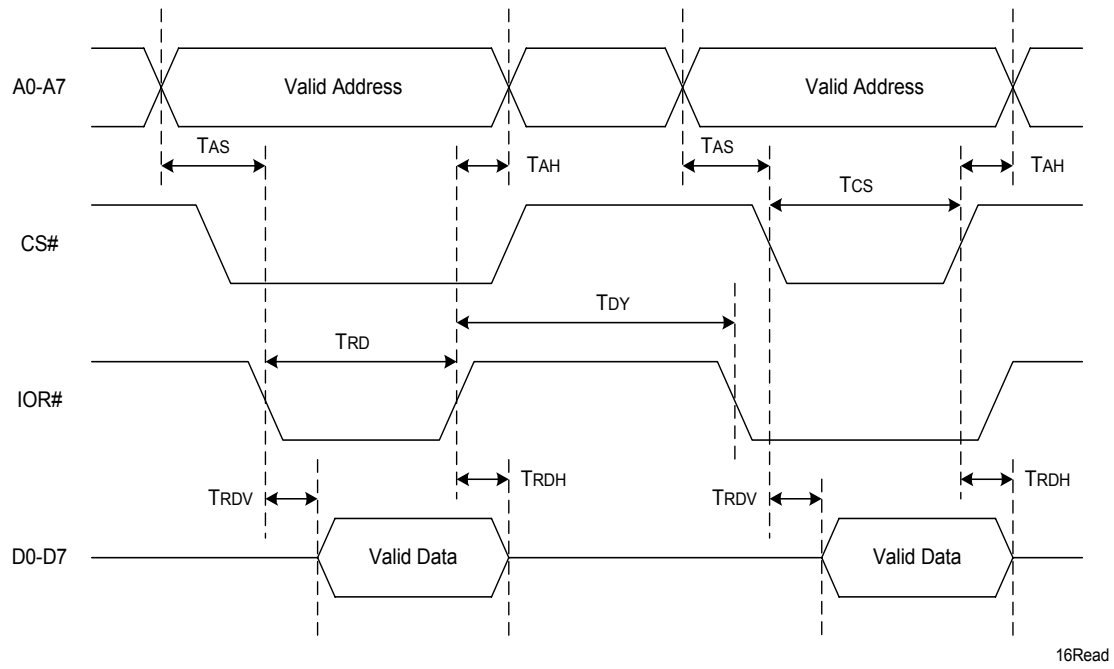 A0-A7
Valid Address
Valid Address
TAS
TAH
TAS
TAH
TCS
CS#
TDY
TRD
IOR#
TRDV
TRDH
TRDV
TRDH
D0-D7
Valid Data
Valid Data
16Read